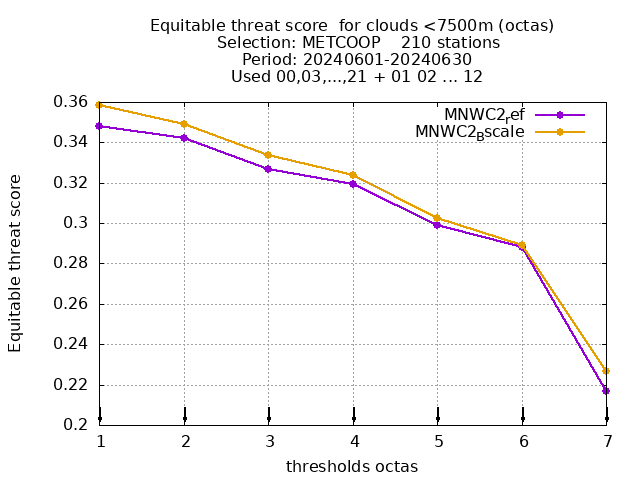 Equitable threat score  for clouds <7500m (octas)
Selection: METCOOP    210 stations
Period: 20240601-20240630
Used 00,03,...,21 + 01 02 ... 12
MNWC2ref
MNWC2Bscale
Equitable threat score
0.36
0.34
0.32
0.3
0.28
0.26
0.24
0.22
0.2
1 2 3 4 5 6 7
thresholds octas